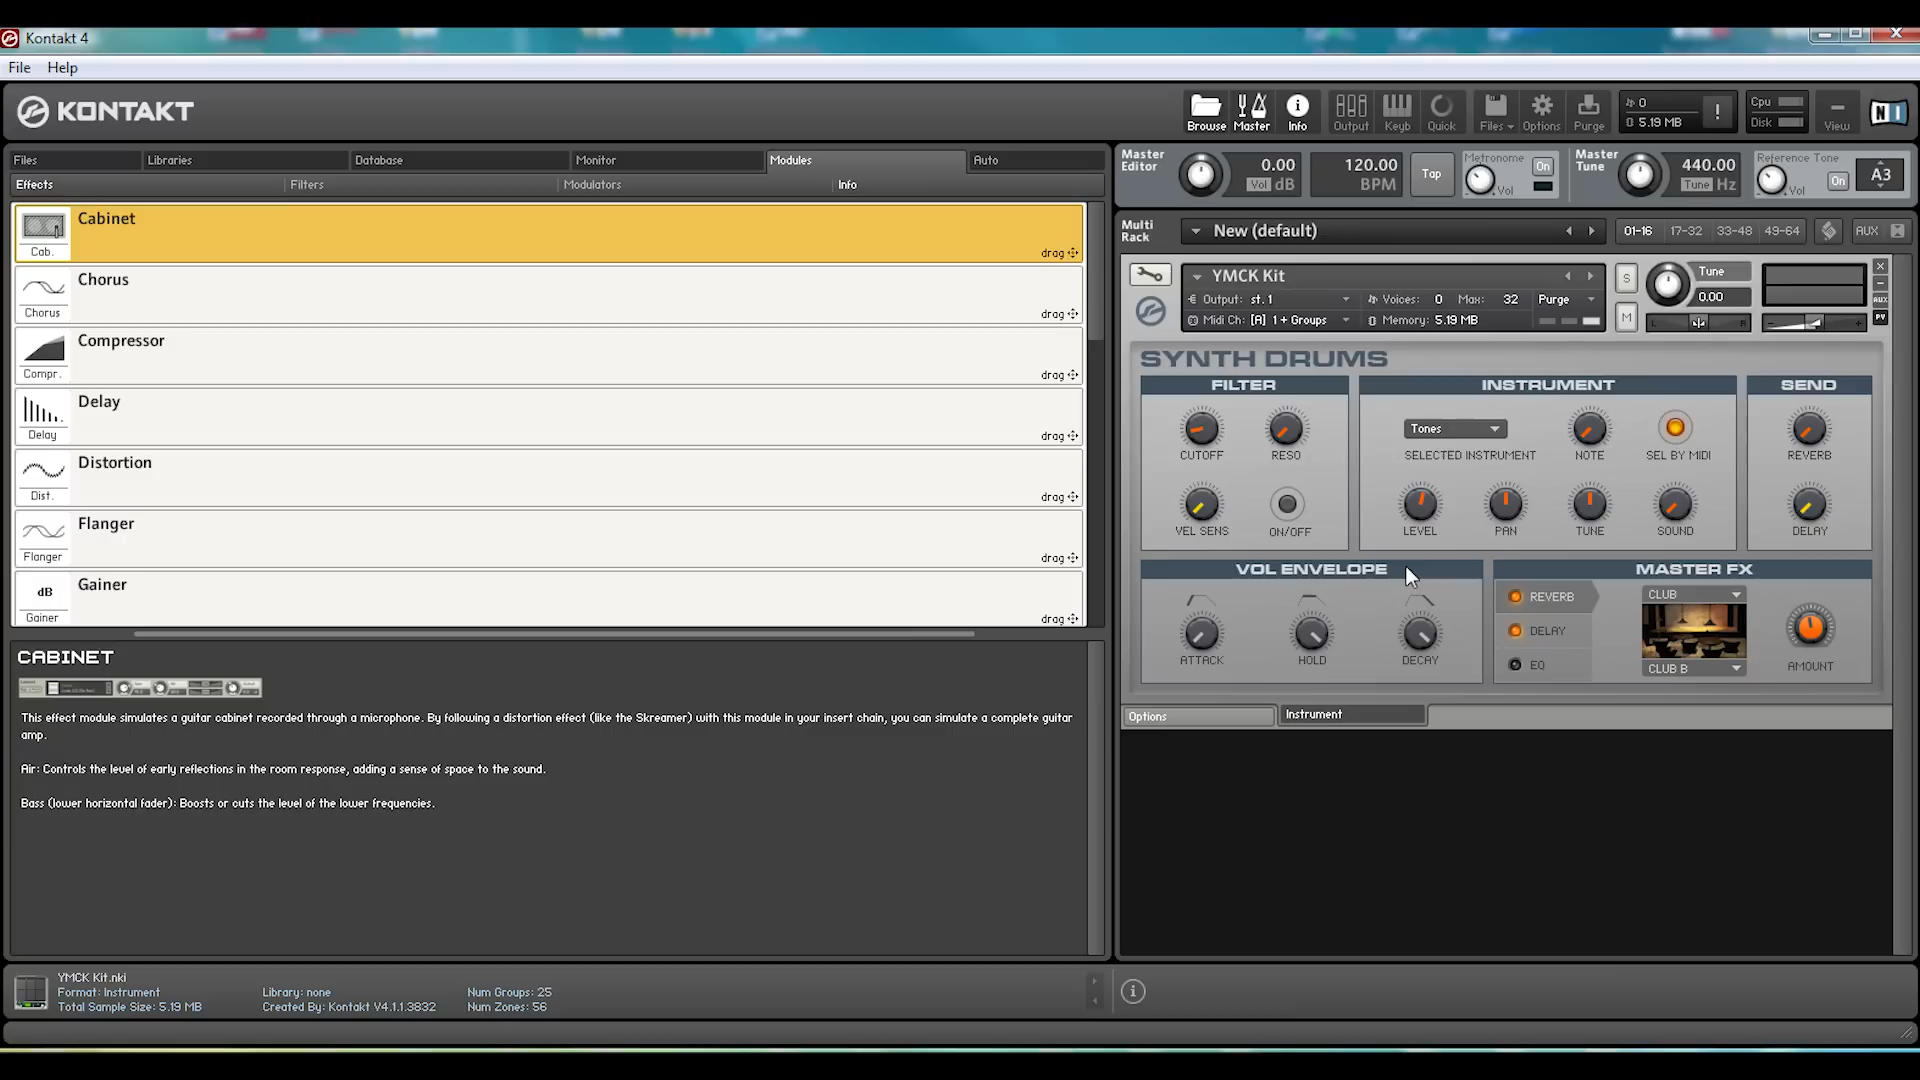 Kontakt 4
File Help
KONTAKT
Browse Master Info Output Keyb Quick Files Options Purge 0 5.19 MB ! Cpu Disk View NI
Files Libraries Database Monitor Modules Auto
Effects Filters Modulators Info
Cabinet
Cab. drag
Chorus
Chorus drag
Compressor
Compr. drag
Delay
Delay drag
Distortion
Dist. drag
Flanger
Flanger drag
Gainer
dB
Gainer drag
CABINET
This effect module simulates a guitar cabinet recorded through a microphone. By following a distortion effect (like the Skreamer) with this module in your insert chain, you can simulate a complete guitar
amp.
Air: Controls the level of early reflections in the room response, adding a sense of space to the sound.
Bass (lower horizontal fader): Boosts or cuts the level of the lower frequencies.
YMCK Kit.nki
Format: Instrument Library: none Num Groups: 25
Total Sample Size: 5.19 MB Created By: Kontakt V4.1.1.3832 Num Zones: 56
Master Editor 0.00 Vol dB 120.00 BPM Tap Metronome On Vol Master Tune 440.00 Tune Hz Reference Tone Vol On A3
Multi Rack New (default) 01-16 17-32 33-48 49-64 AUX
YMCK Kit S Tune 0.00
Output: st.1 Voices: 0 Max: 32 Purge AUX
Midi Ch: [A] 1 + Groups Memory: 5.19 MB M L R - + PV
SYNTH DRUMS
FILTER INSTRUMENT SEND
Tones
CUTOFF RESO SELECTED INSTRUMENT NOTE SEL BY MIDI REVERB
VEL SENS ON/OFF LEVEL PAN TUNE SOUND DELAY
VOL ENVELOPE MASTER FX
REVERB CLUB
DELAY
ATTACK HOLD DECAY EQ CLUB B AMOUNT
Options Instrument